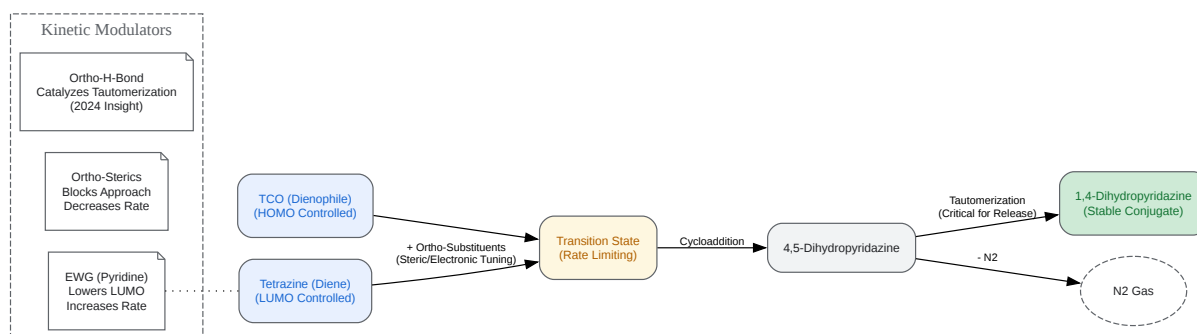 Kinetic Modulators
Ortho-H-Bond
Catalyzes Tautomerization
(2024 Insight)
Ortho-Sterics
Blocks Approach
Decreases Rate
EWG (Pyridine)
Lowers LUMO
Increases Rate
TCO (Dienophile)
(HOMO Controlled)
Tetrazine (Diene)
(LUMO Controlled)
+ Ortho-Substituents
(Steric/Electronic Tuning)
Transition State
(Rate Limiting)
Cycloaddition
4,5-Dihydropyridazine
Tautomerization
(Critical for Release)
- N2
1,4-Dihydropyridazine
(Stable Conjugate)
N2 Gas